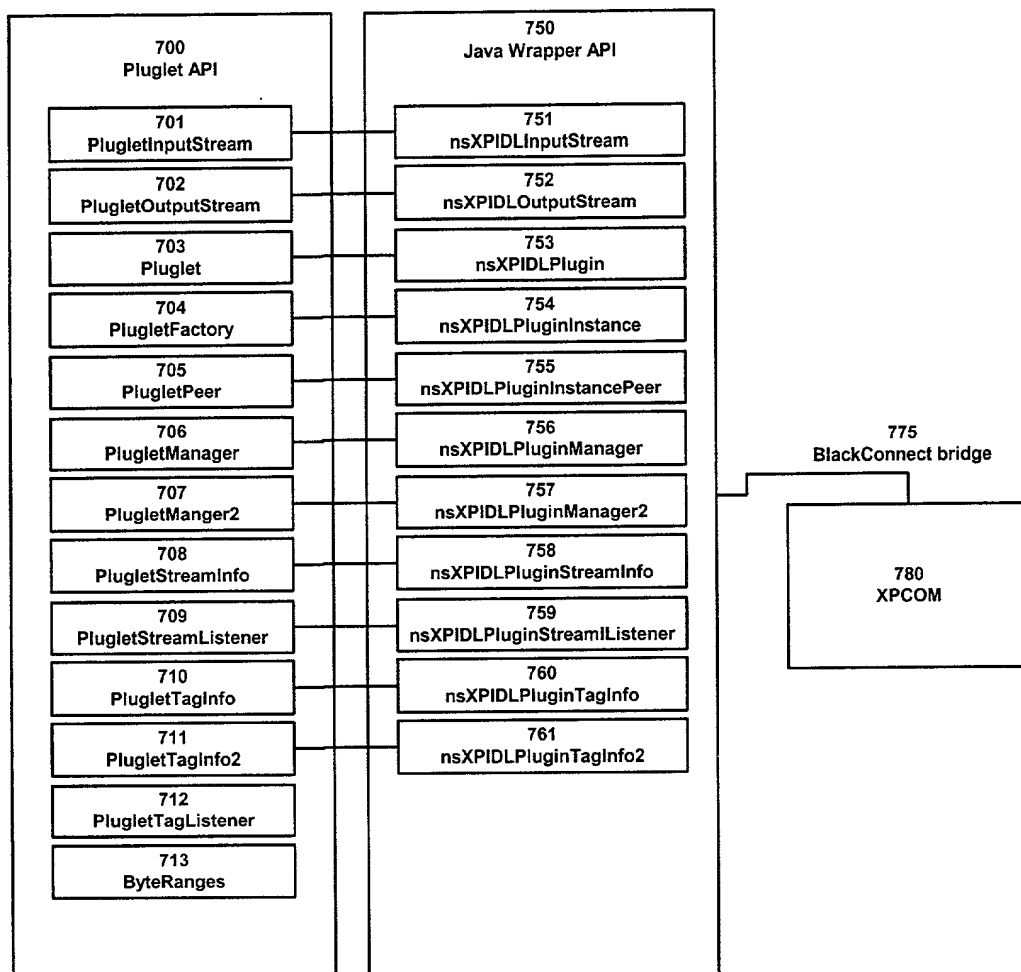 700
Pluglet API
701
PlugletInputStream
702
PlugletOutputStream
703
Pluglet
704
PlugletFactory
705
PlugletPeer
706
PlugletManager
707
PlugletManger2
708
PlugletStreamInfo
709
PlugletStreamListener
710
PlugletTagInfo
711
PlugletTagInfo2
712
PlugletTagListener
713
ByteRanges
750
Java Wrapper API
751
nsXPIDLInputStream
752
nsXPIDLOutputStream
753
nsXPIDLPlugin
754
nsXPIDLPluginInstance
755
nsXPIDLPluginInstancePeer
756
nsXPIDLPluginManager
757
nsXPIDLPluginManager2
758
nsXPIDLPluginStreamInfo
759
nsXPIDLPluginStreamIListener
760
nsXPIDLPluginTagInfo
761
nsXPIDLPluginTagInfo2
775
BlackConnect bridge
780
XPCOM